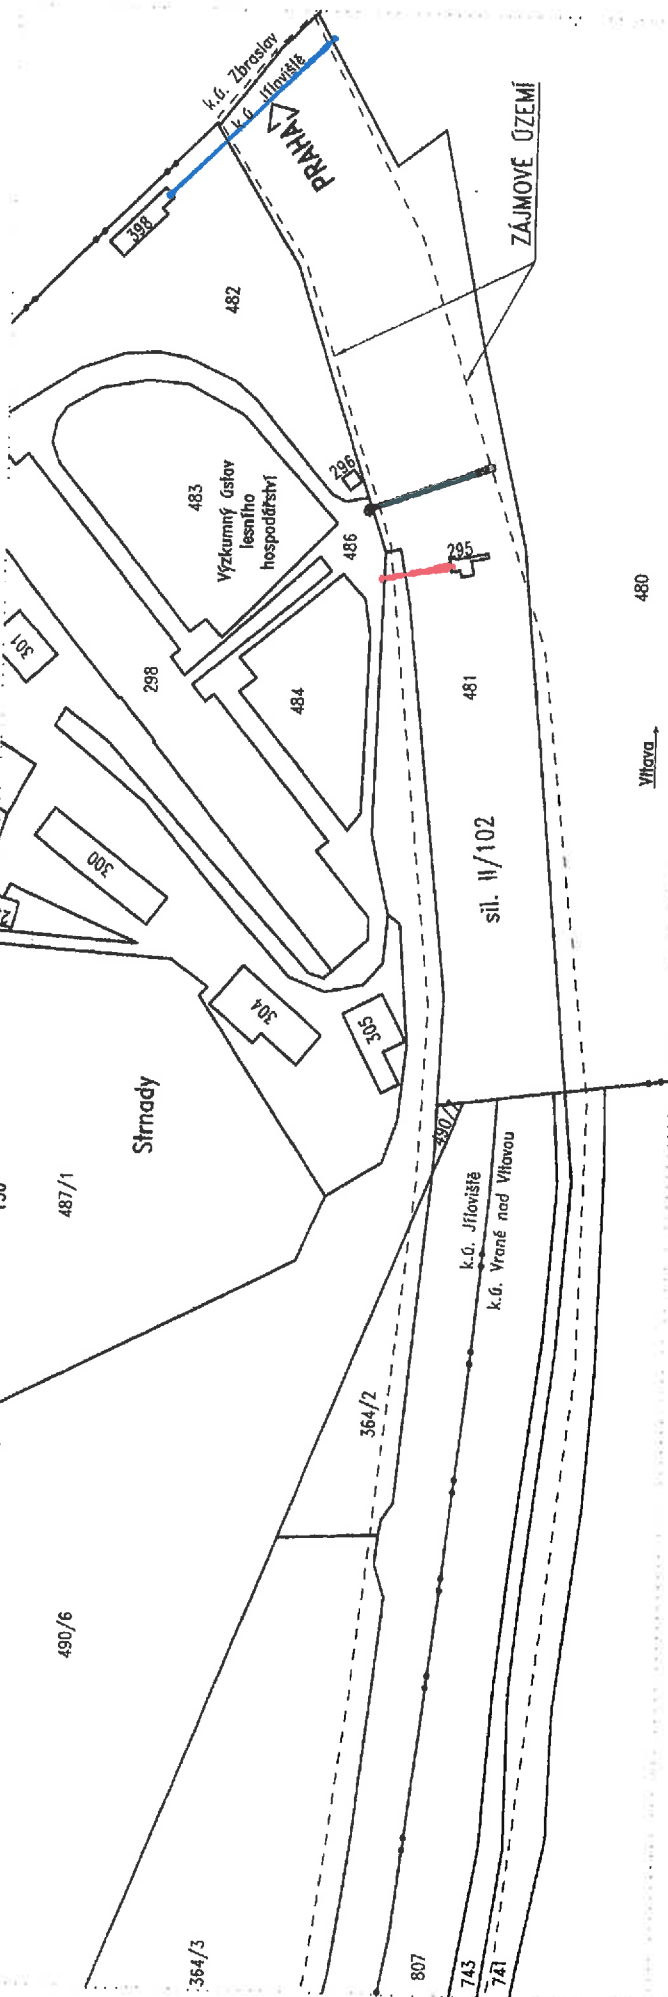 k.ú. Zbraslav
k.ú. Jíloviště
PRAHA
ZÁJMOVÉ ÚZEMÍ
398
482
296
483
Výzkumný ústav
lesního
hospodářství
486
295
480
301
298
484
481
Vltava
300
sil. II/102
304
305
Strnady
487/1
490/
k.ú. Jíloviště
k.ú. Vrané nad Vltavou
364/2
490/6
364/3
807
743
741